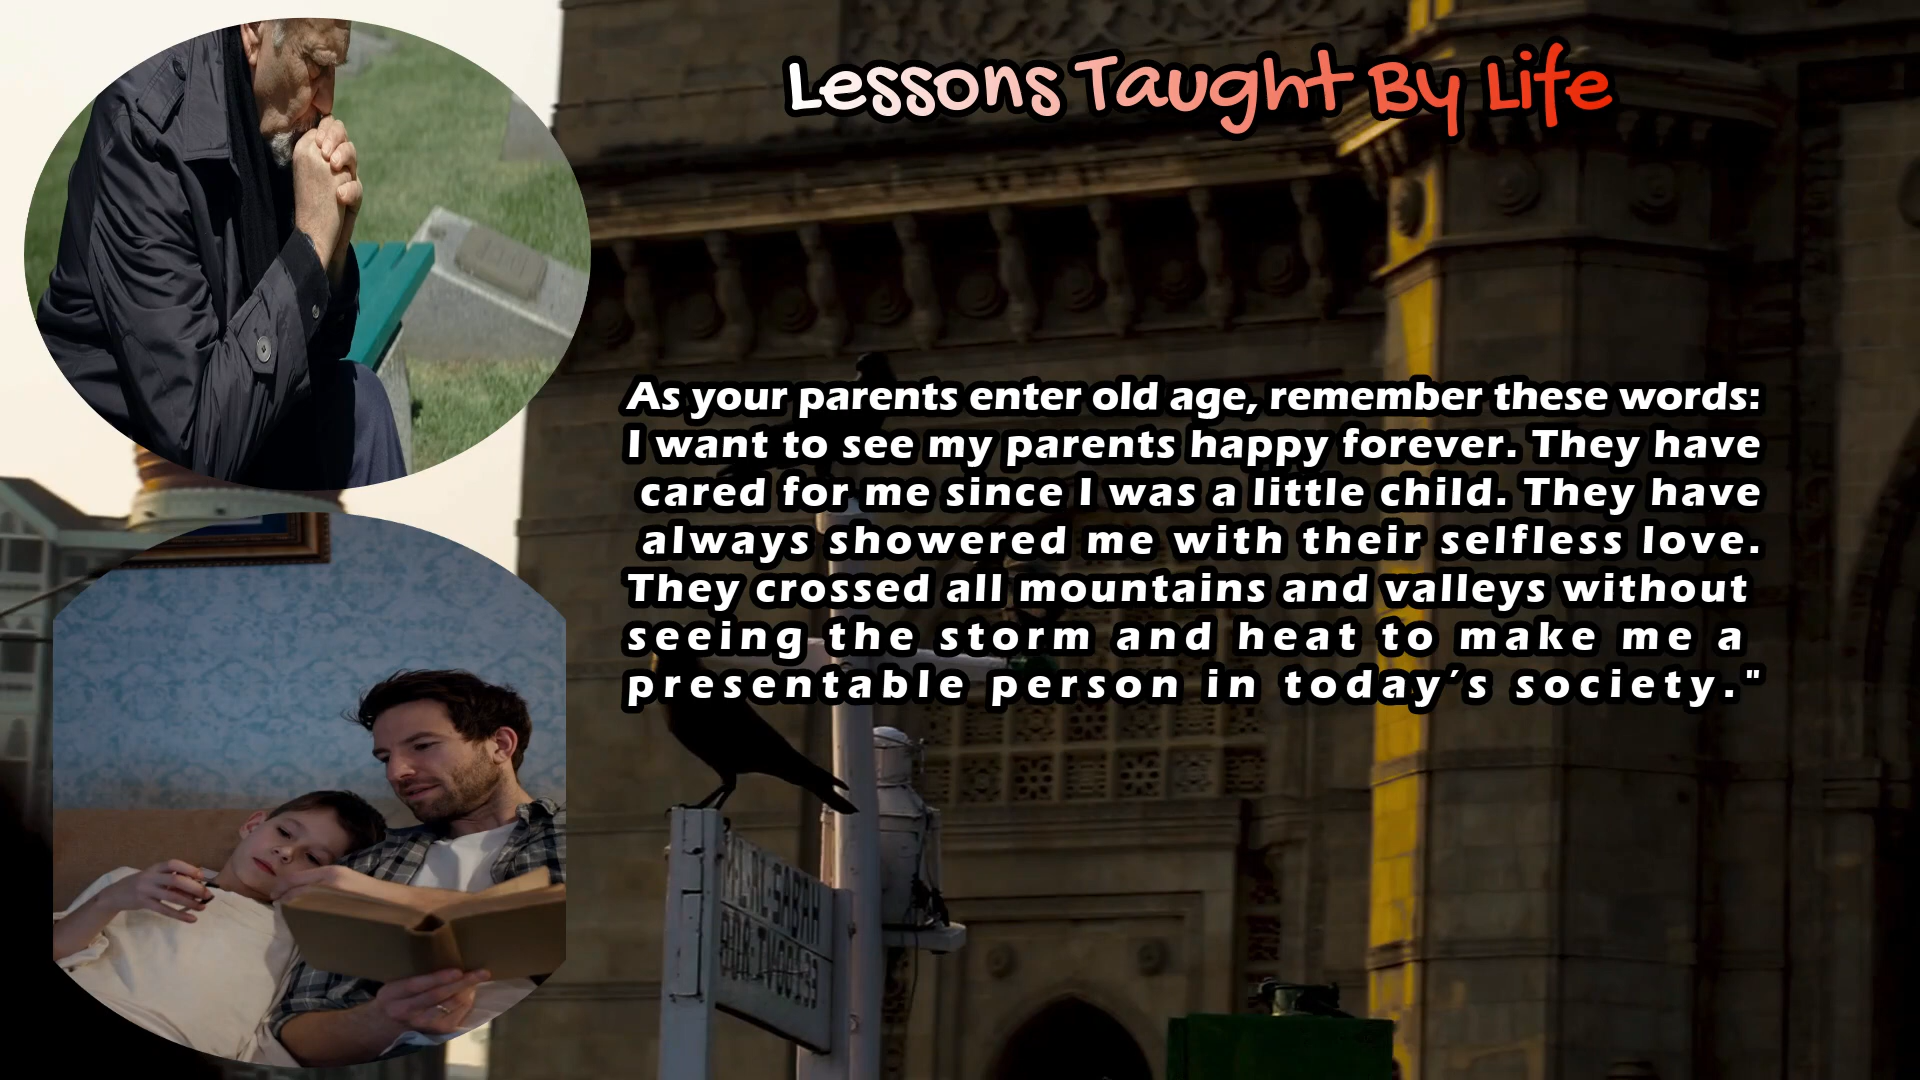 Lessons Taught By Life
As your parents enter old age, remember these words:
I want to see my parents happy forever. They have
cared for me since I was a little child. They have
always showered me with their selfless love.
They crossed all mountains and valleys without
seeing the storm and heat to make me a
presentable person in today's society."